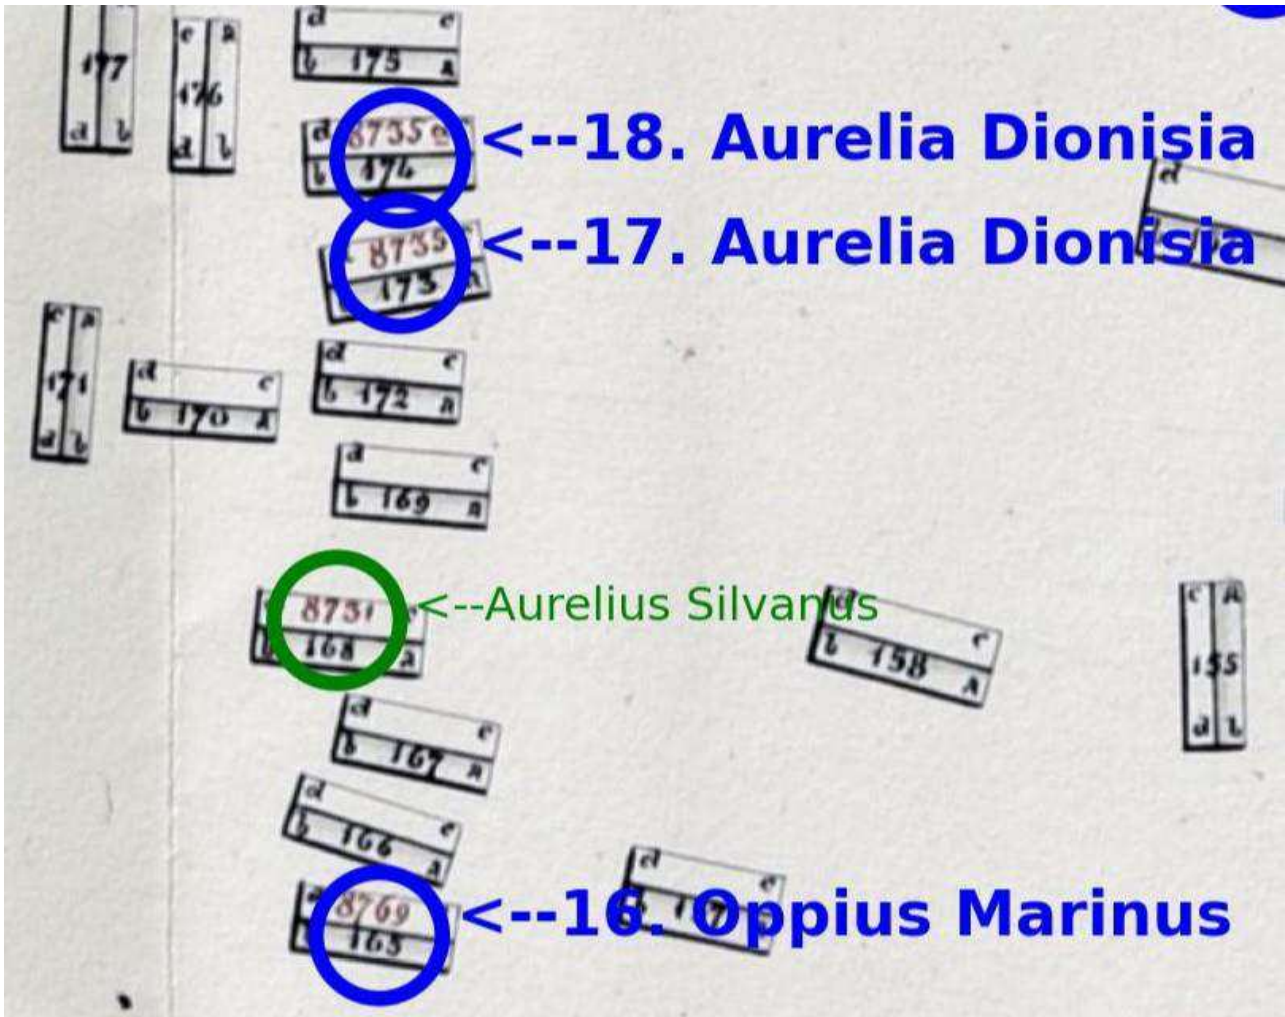 177
c a
176
d b
d b
d c
b 175 a
d 8735 a
b 174
<--18. Aurelia Dionisia
d
8735
173 a
<--17. Aurelia Dionisia
c a
171
d b
d c
b 170 a
d c
b 172 a
d c
b 169 a
8731 c
b 168 a
<--Aurelius Silvanus
d c
b 158 A
c A
155
d b
d c
b 167 a
d c
b 166 a
d 8769
165
<--16. Oppius Marinus
d c
b 157